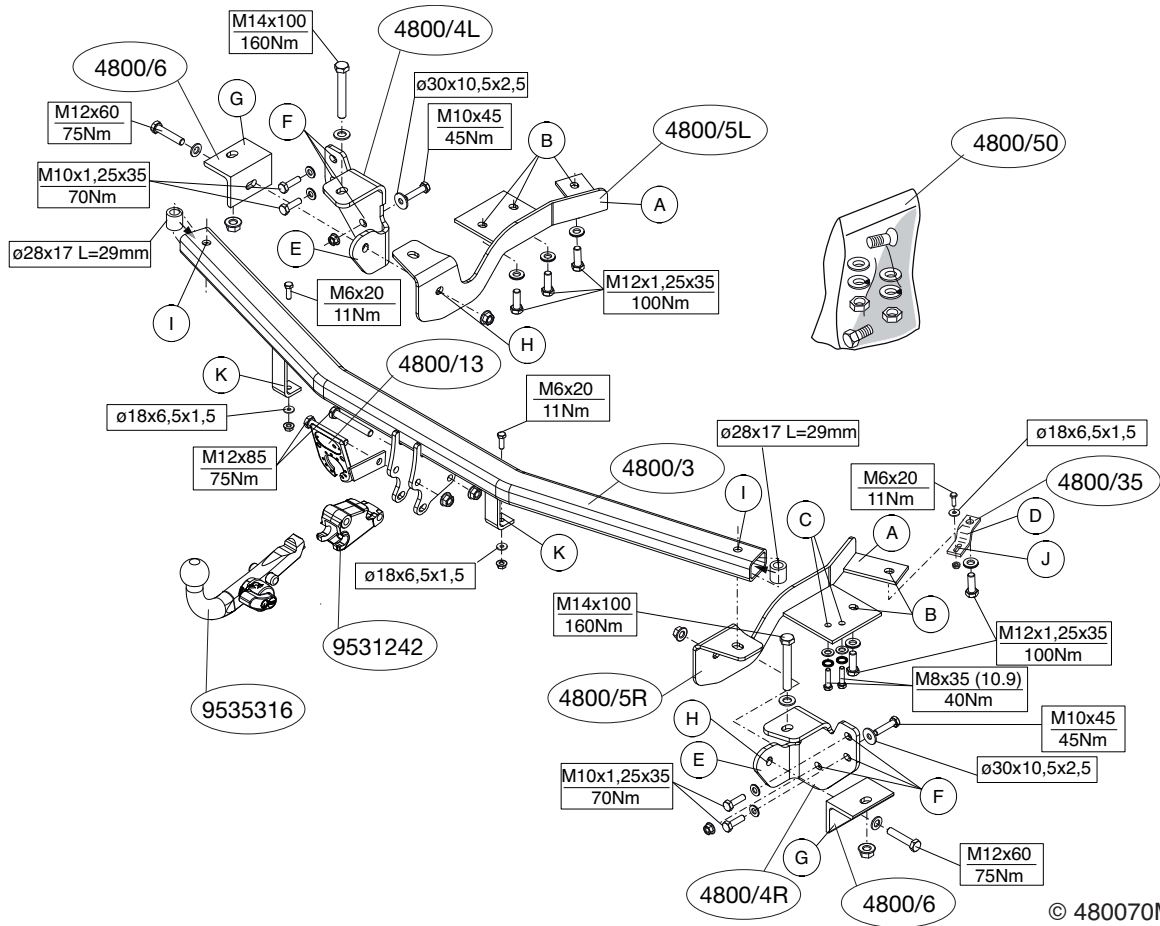 M14x100
160Nm
4800/4L
4800/6
G
ø30x10,5x2,5
F
M12x60
75Nm
M10x45
45Nm
B
4800/5L
4800/50
M10x1,25x35
70Nm
A
E
ø28x17 L=29mm
M12x1,25x35
100Nm
M6x20
11Nm
I
H
4800/13
K
M6x20
11Nm
ø18x6,5x1,5
ø28x17 L=29mm
ø18x6,5x1,5
M12x85
75Nm
4800/3
M6x20
11Nm
4800/35
I
C
A
D
K
J
ø18x6,5x1,5
M14x100
160Nm
B
9531242
M12x1,25x35
100Nm
M8x35 (10.9)
40Nm
9535316
4800/5R
H
M10x45
45Nm
E
ø30x10,5x2,5
M10x1,25x35
70Nm
F
G
M12x60
75Nm
4800/4R
4800/6
© 480070M